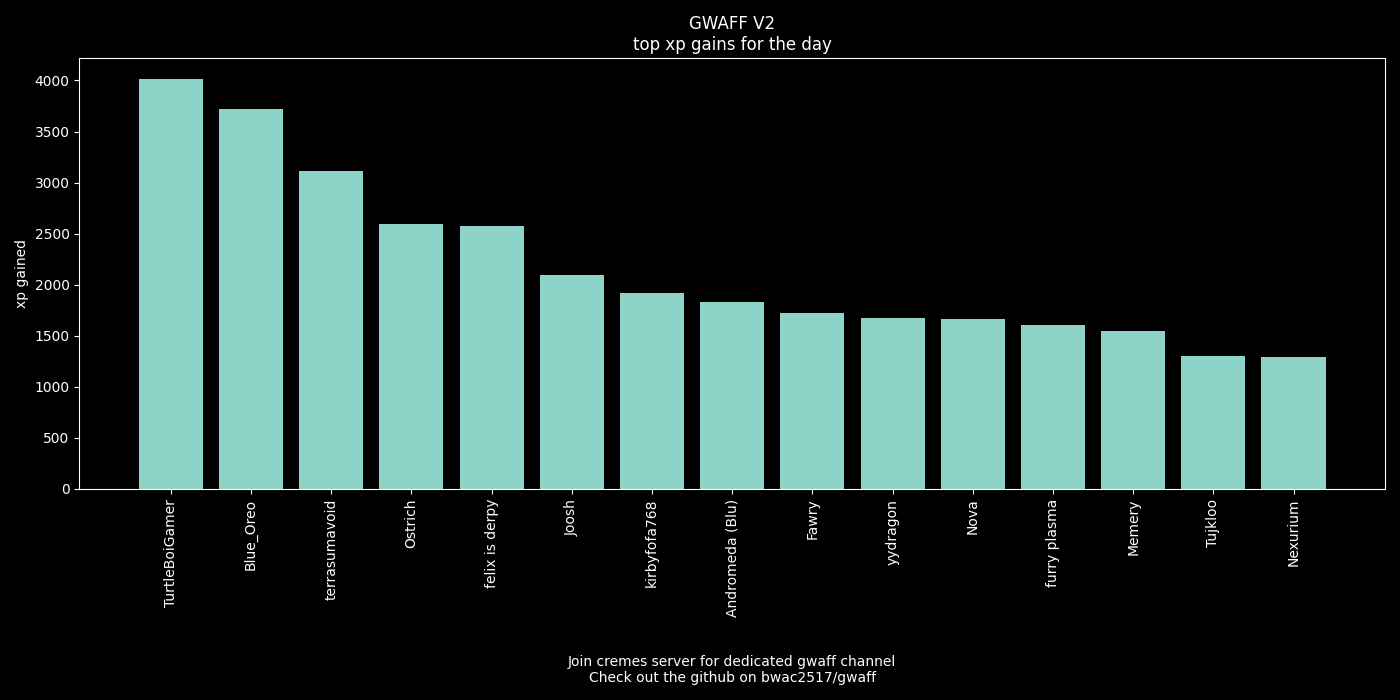 GWAFF V2
top xp gains for the day
xp gained
4000
3500
3000
2500
2000
1500
1000
500
0
TurtleBoiGamer
Blue_Oreo
terrasumavoid
Ostrich
felix is derpy
Joosh
kirbyfofa768
Andromeda (Blu)
Fawry
yydragon
Nova
furry plasma
Memery
Tujkloo
Nexurium
Join cremes server for dedicated gwaff channel
Check out the github on bwac2517/gwaff